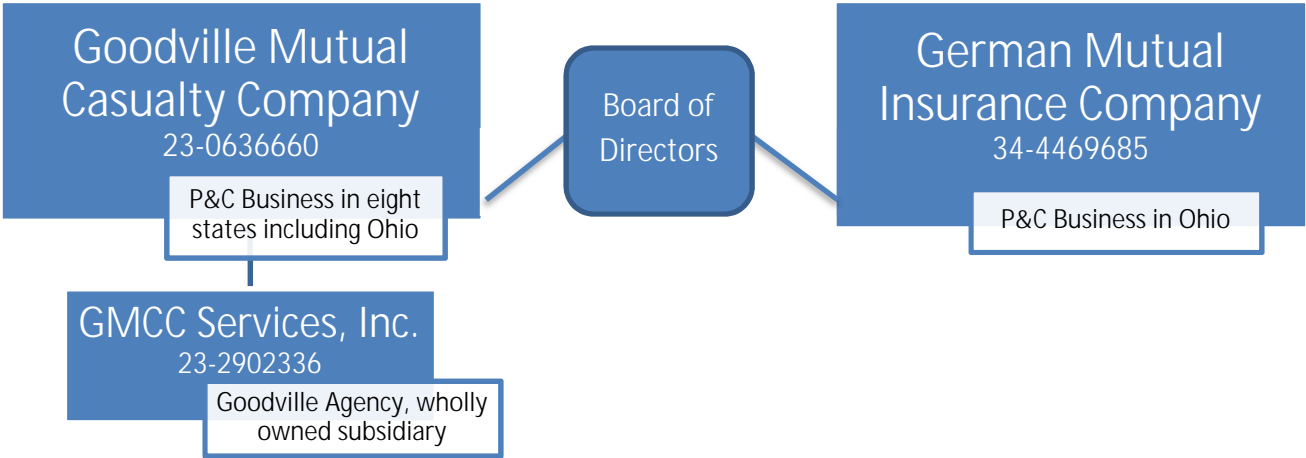 Goodville Mutual
Casualty Company
23-0636660
P&C Business in eight
states including Ohio
Board of
Directors
German Mutual
Insurance Company
34-4469685
P&C Business in Ohio
GMCC Services, Inc.
23-2902336
Goodville Agency, wholly
owned subsidiary